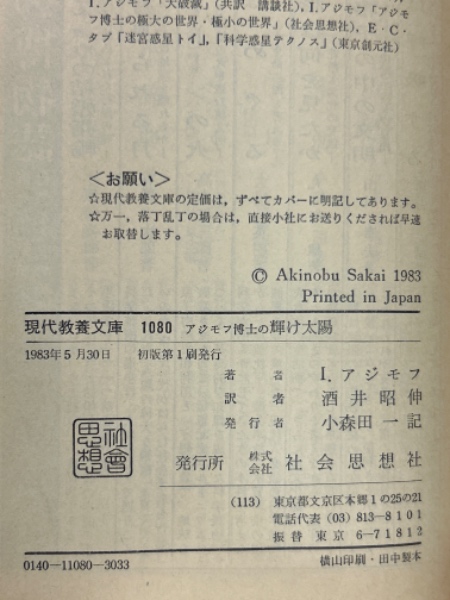 I. アジモフ「大破滅」(共訳 講談社), I. アジモフ「アジモ
フ博士の極大の世界・極小の世界」(社会思想社), E・C・
タブ「迷宮惑星トイ」,「科学惑星テクノス」(東京創元社)
〈お願い〉
☆現代教養文庫の定価は,すべてカバーに明記してあります。
☆万一,落丁乱丁の場合は,直接小社にお送りくだされば早速
お取替します。
© Akinobu Sakai 1983
Printed in Japan
現代教養文庫 1080 アジモフ博士の輝け太陽
1983年5月30日 初版第1刷発行
著者 I. アジモフ
訳者 酒井昭伸
発行者 小森田一記
社會思想
発行所 株式会社 社会思想社
(113) 東京都文京区本郷1の25の21
電話代表 (03) 813-8101
振替 東京 6-71812
0140-11080-3033 横山印刷・田中製本